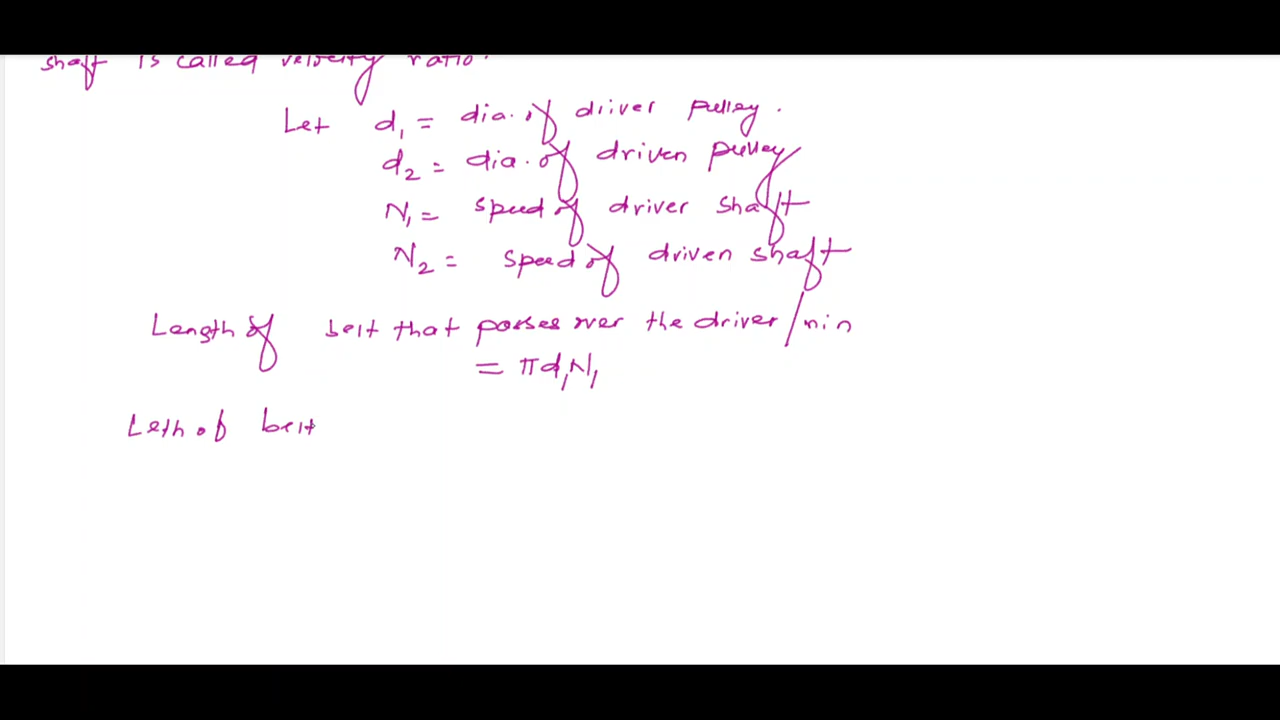 shaft is called velocity ratio.
Let d₁ = dia. of driver pulley.
d₂ = dia. of driven pulley
N₁ = speed of driver shaft
N₂ = speed of driven shaft
Length of belt that passes over the driver/min
= πd₁N₁
Leth of belt